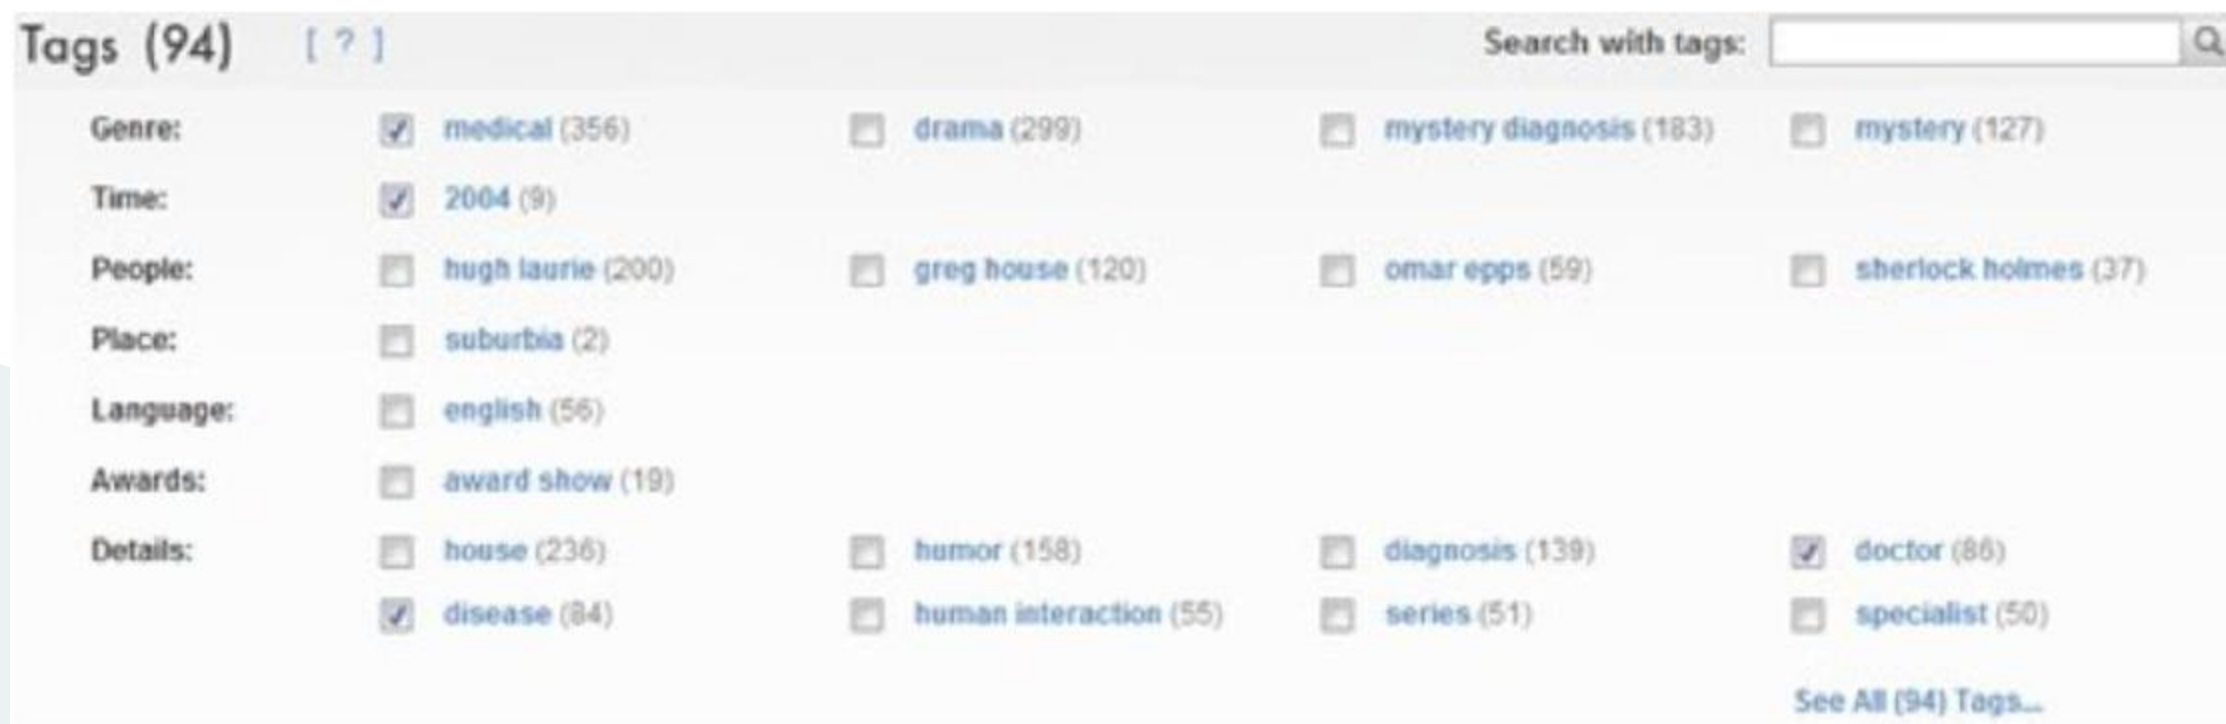 Tags (94) [ ? ] Search with tags:
Genre: medical (356) drama (299) mystery diagnosis (183) mystery (127)
Time: 2004 (9)
People: hugh laurie (200) greg house (120) omar epps (59) sherlock holmes (37)
Place: suburbia (2)
Language: english (56)
Awards: award show (19)
Details: house (236) humor (158) diagnosis (139) doctor (86)
disease (84) human interaction (55) series (51) specialist (50)
See All (94) Tags...